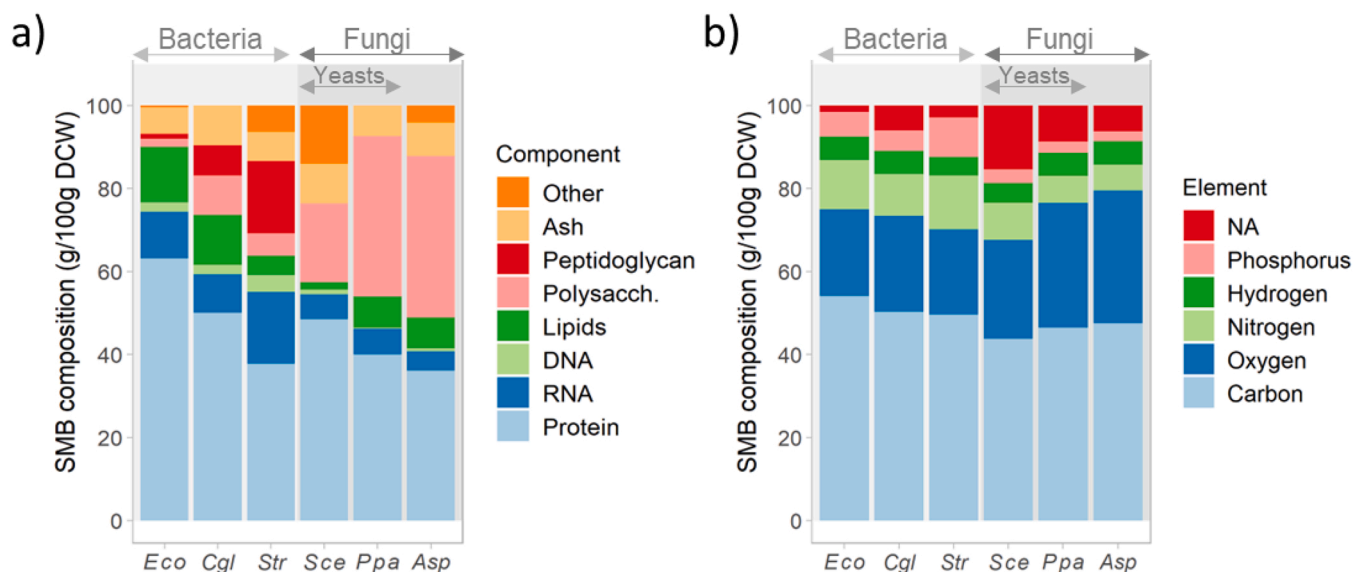 a)
Bacteria
Fungi
Yeasts
SMB composition (g/100g DCW)
100
80
60
40
20
0
Eco Cgl Str Sce Ppa Asp
Component
Other
Ash
Peptidoglycan
Polysacch.
Lipids
DNA
RNA
Protein
b)
Bacteria
Fungi
Yeasts
SMB composition (g/100g DCW)
100
80
60
40
20
0
Eco Cgl Str Sce Ppa Asp
Element
NA
Phosphorus
Hydrogen
Nitrogen
Oxygen
Carbon